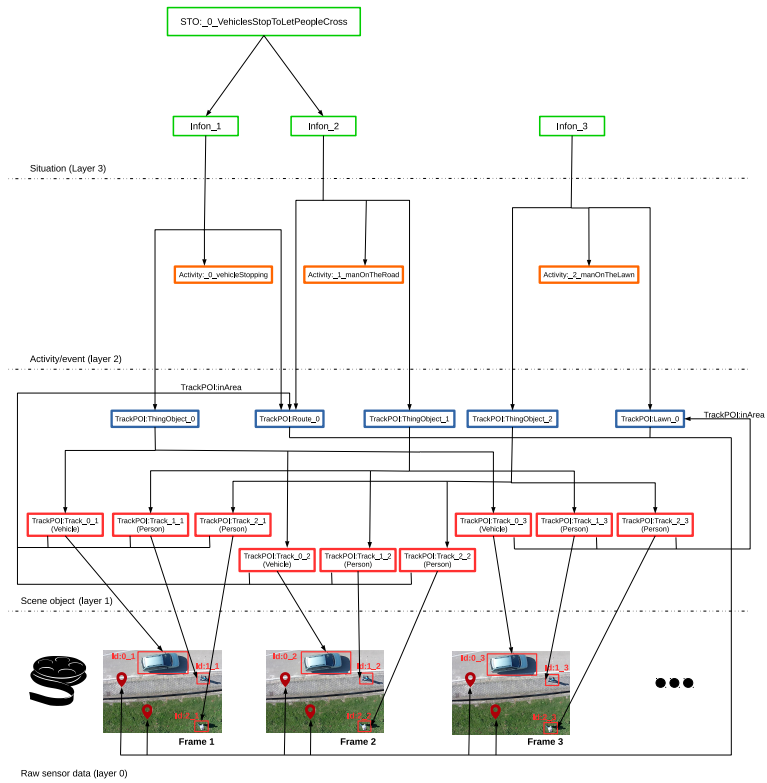 STO:_0_VehiclesStopToLetPeopleCross
Infon_1
Infon_2
Infon_3
Situation (Layer 3)
Activity:_0_vehicleStopping
Activity:_1_manOnTheRoad
Activity:_2_manOnTheLawn
Activity/event (layer 2)
TrackPOI:inArea
TrackPOI:ThingObject_0
TrackPOI:Route_0
TrackPOI:ThingObject_1
TrackPOI:ThingObject_2
TrackPOI:Lawn_0
TrackPOI:inArea
TrackPOI:Track_0_1
(Vehicle)
TrackPOI:Track_1_1
(Person)
TrackPOI:Track_2_1
(Person)
TrackPOI:Track_0_3
(Vehicle)
TrackPOI:Track_1_3
(Person)
TrackPOI:Track_2_3
(Person)
TrackPOI:Track_0_2
(Vehicle)
TrackPOI:Track_1_2
(Person)
TrackPOI:Track_2_2
(Person)
Scene object (layer 1)
Id:0_1
Id:1_1
Id:0_2
Id:1_2
Id:0_3
Id:1_3
Frame 1
Frame 2
Frame 3
Raw sensor data (layer 0)